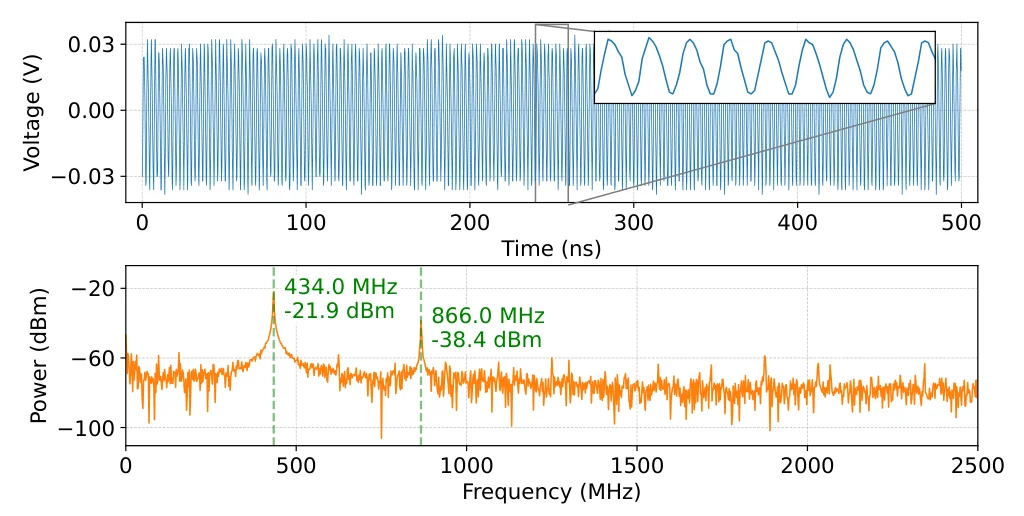 Voltage (V)
0.03
0.00
−0.03
0
100
200
300
400
500
Time (ns)
Power (dBm)
−20
−60
−100
434.0 MHz
-21.9 dBm
866.0 MHz
-38.4 dBm
0
500
1000
1500
2000
2500
Frequency (MHz)